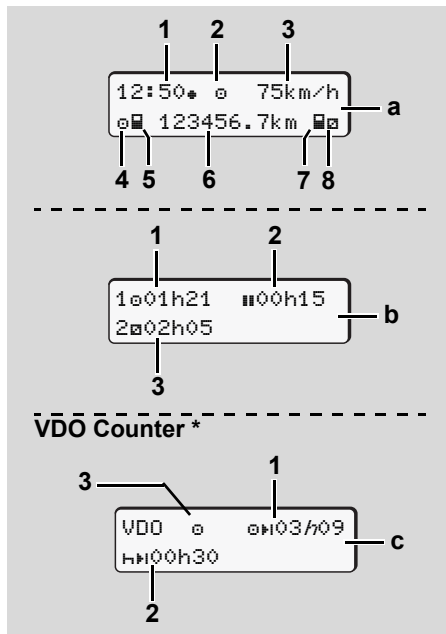 1 2 3
12:50● ⊙ 75km/h
a
⊙ 123456.7km
4 5 6 7 8
1 2
1⊙01h21 00h15
b
2 02h05
3
VDO Counter *
1
3
VDO ⊙ ⊙ 03h09
c
00h30
2